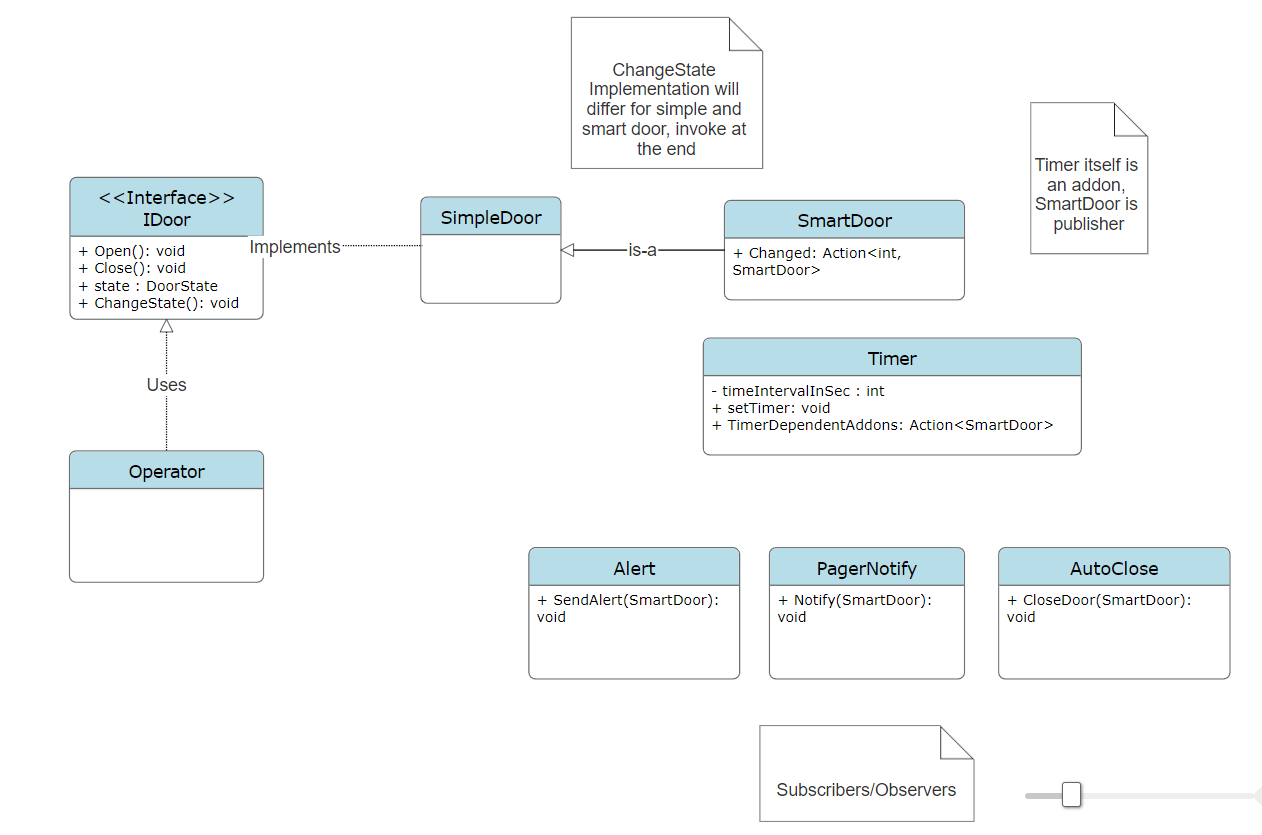 ChangeState
Implementation will
differ for simple and
smart door, invoke at
the end
Timer itself is
an addon,
SmartDoor is
publisher
<<Interface>>
IDoor
+ Open(): void
+ Close(): void
+ state : DoorState
+ ChangeState(): void
Implements
SimpleDoor
is-a
SmartDoor
+ Changed: Action<int,
SmartDoor>
Timer
- timeIntervalInSec : int
+ setTimer: void
+ TimerDependentAddons: Action<SmartDoor>
Uses
Operator
Alert
+ SendAlert(SmartDoor):
void
PagerNotify
+ Notify(SmartDoor):
void
AutoClose
+ CloseDoor(SmartDoor):
void
Subscribers/Observers